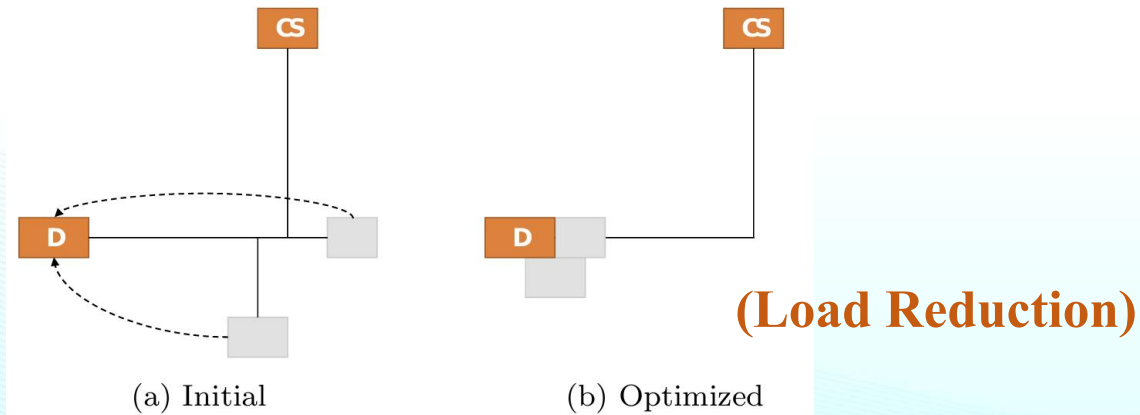 CS
CS
D
D
(Load Reduction)
(a) Initial
(b) Optimized